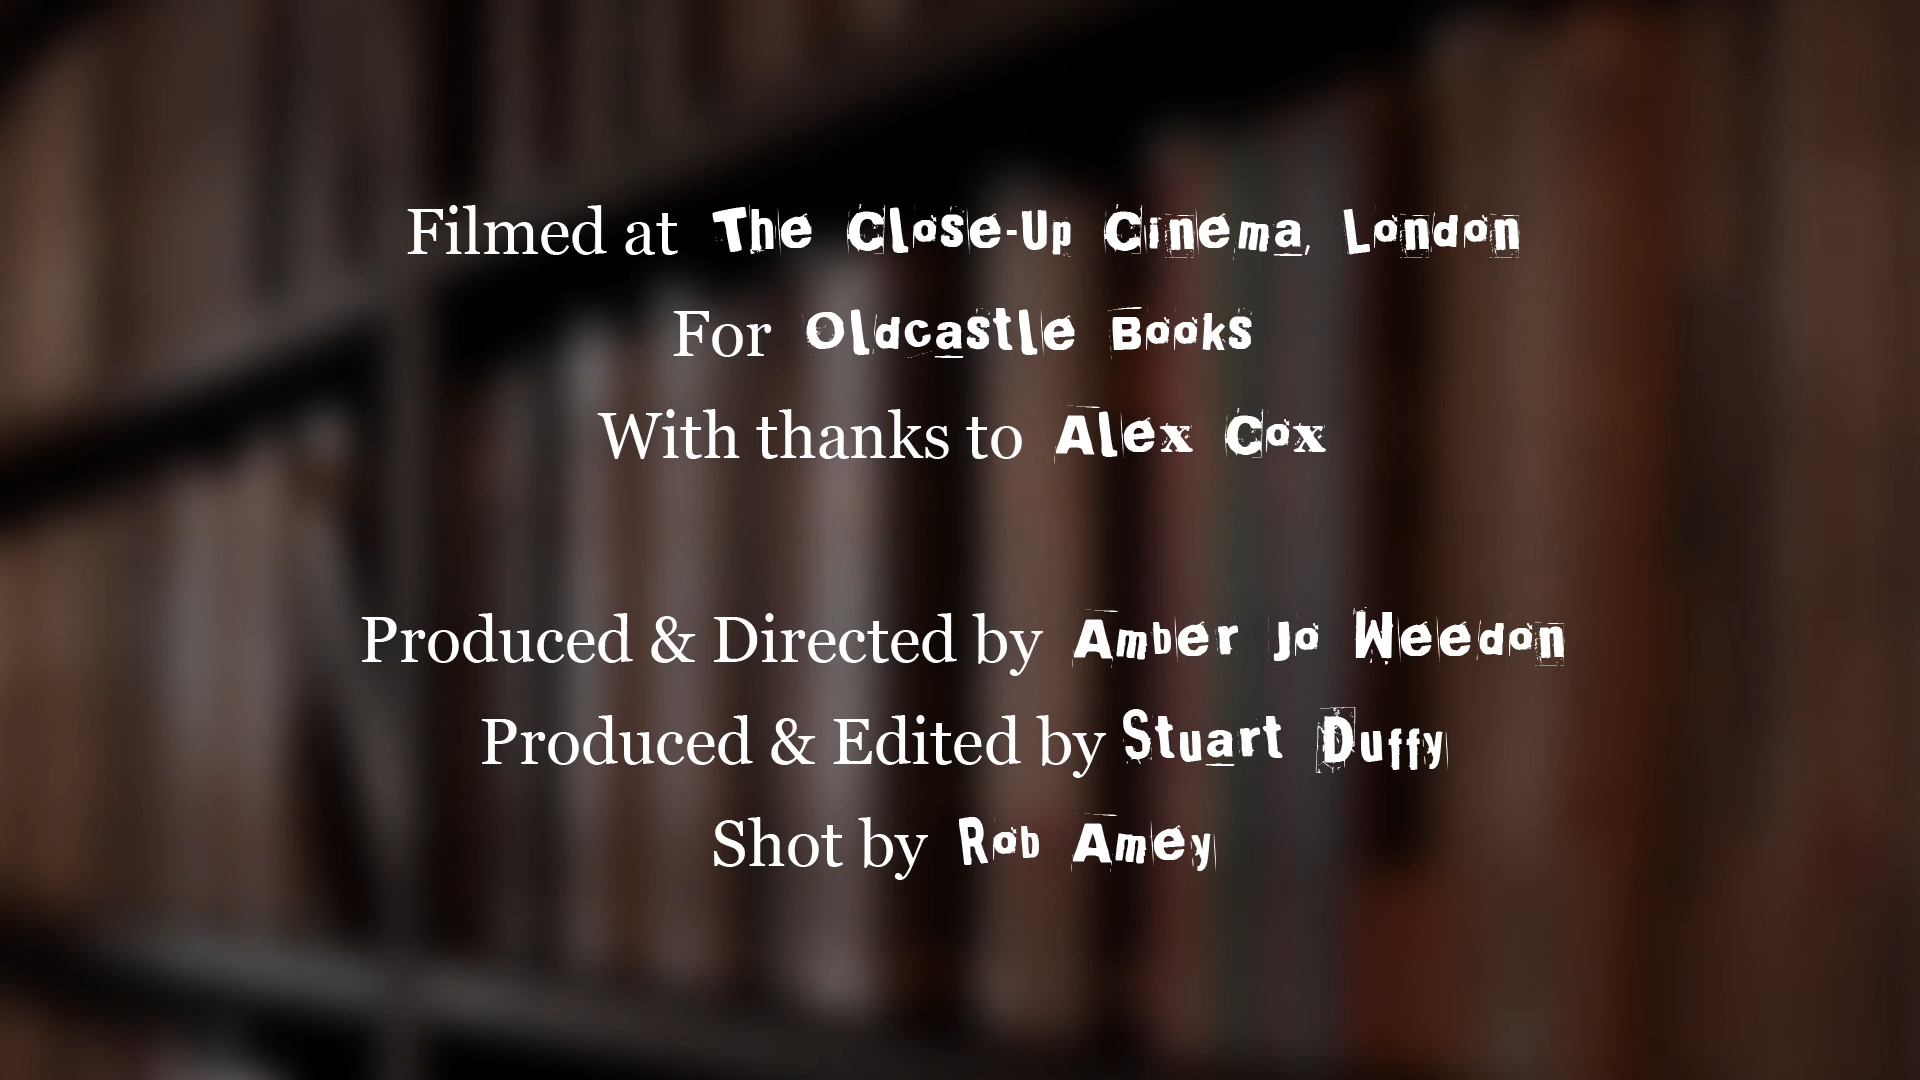 Filmed at The Close-Up Cinema, London
For Oldcastle Books
With thanks to Alex Cox
Produced & Directed by Amber Jo Weedon
Produced & Edited by Stuart Duffy
Shot by Rob Amey